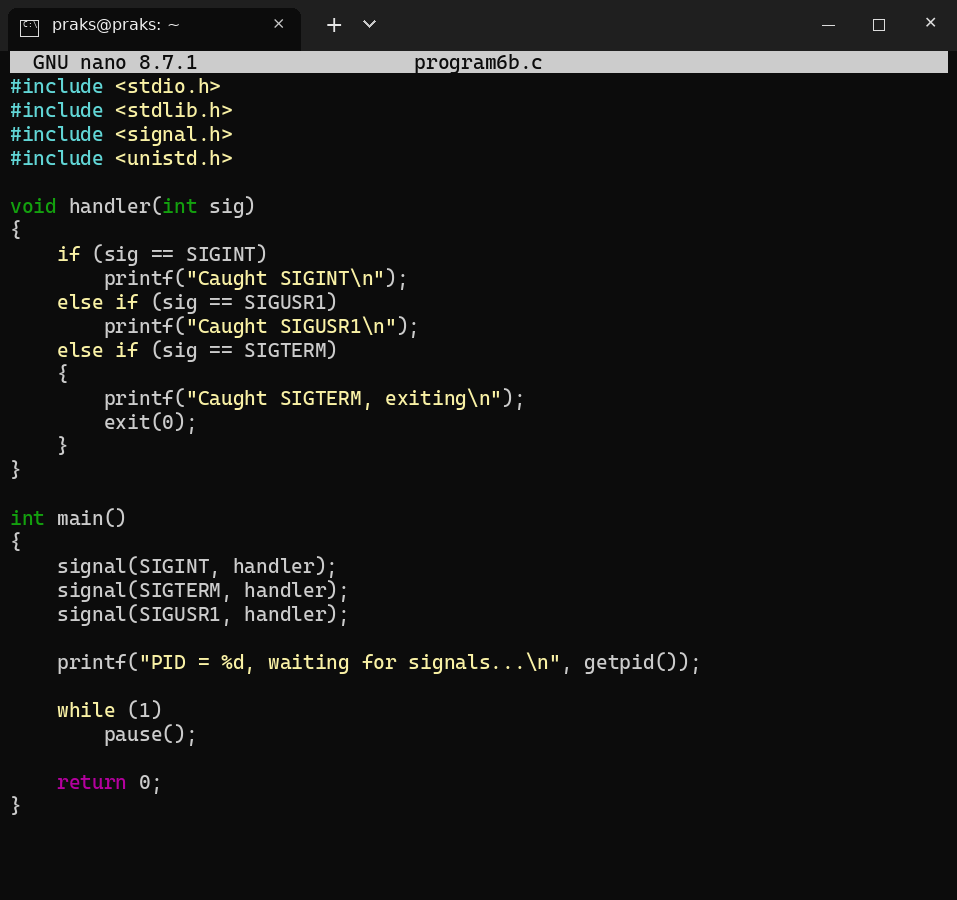 praks@praks: ~
GNU nano 8.7.1 program6b.c
#include <stdio.h>
#include <stdlib.h>
#include <signal.h>
#include <unistd.h>

void handler(int sig)
{
    if (sig == SIGINT)
        printf("Caught SIGINT\n");
    else if (sig == SIGUSR1)
        printf("Caught SIGUSR1\n");
    else if (sig == SIGTERM)
    {
        printf("Caught SIGTERM, exiting\n");
        exit(0);
    }
}

int main()
{
    signal(SIGINT, handler);
    signal(SIGTERM, handler);
    signal(SIGUSR1, handler);

    printf("PID = %d, waiting for signals...\n", getpid());

    while (1)
        pause();

    return 0;
}